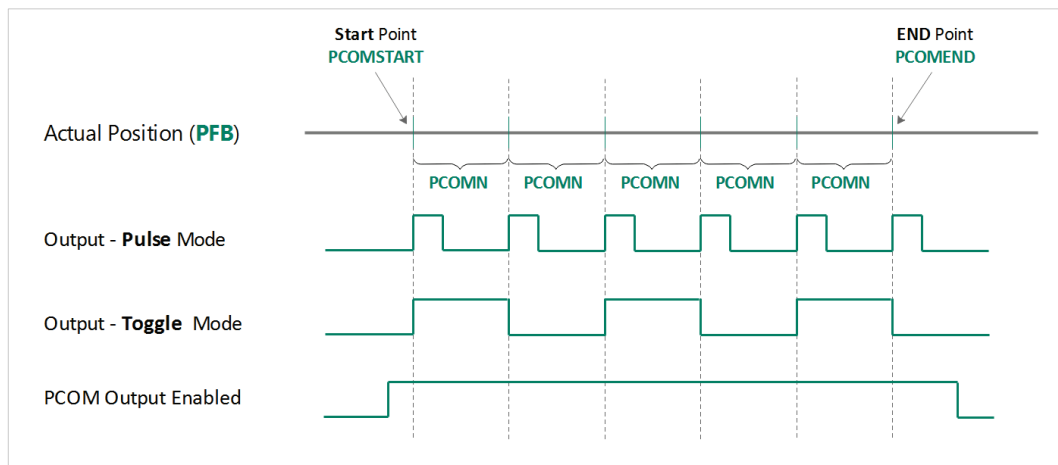 Start Point
PCOMSTART
END Point
PCOMEND
Actual Position (PFB)
PCOMN PCOMN PCOMN PCOMN PCOMN
Output - Pulse Mode
Output - Toggle Mode
PCOM Output Enabled